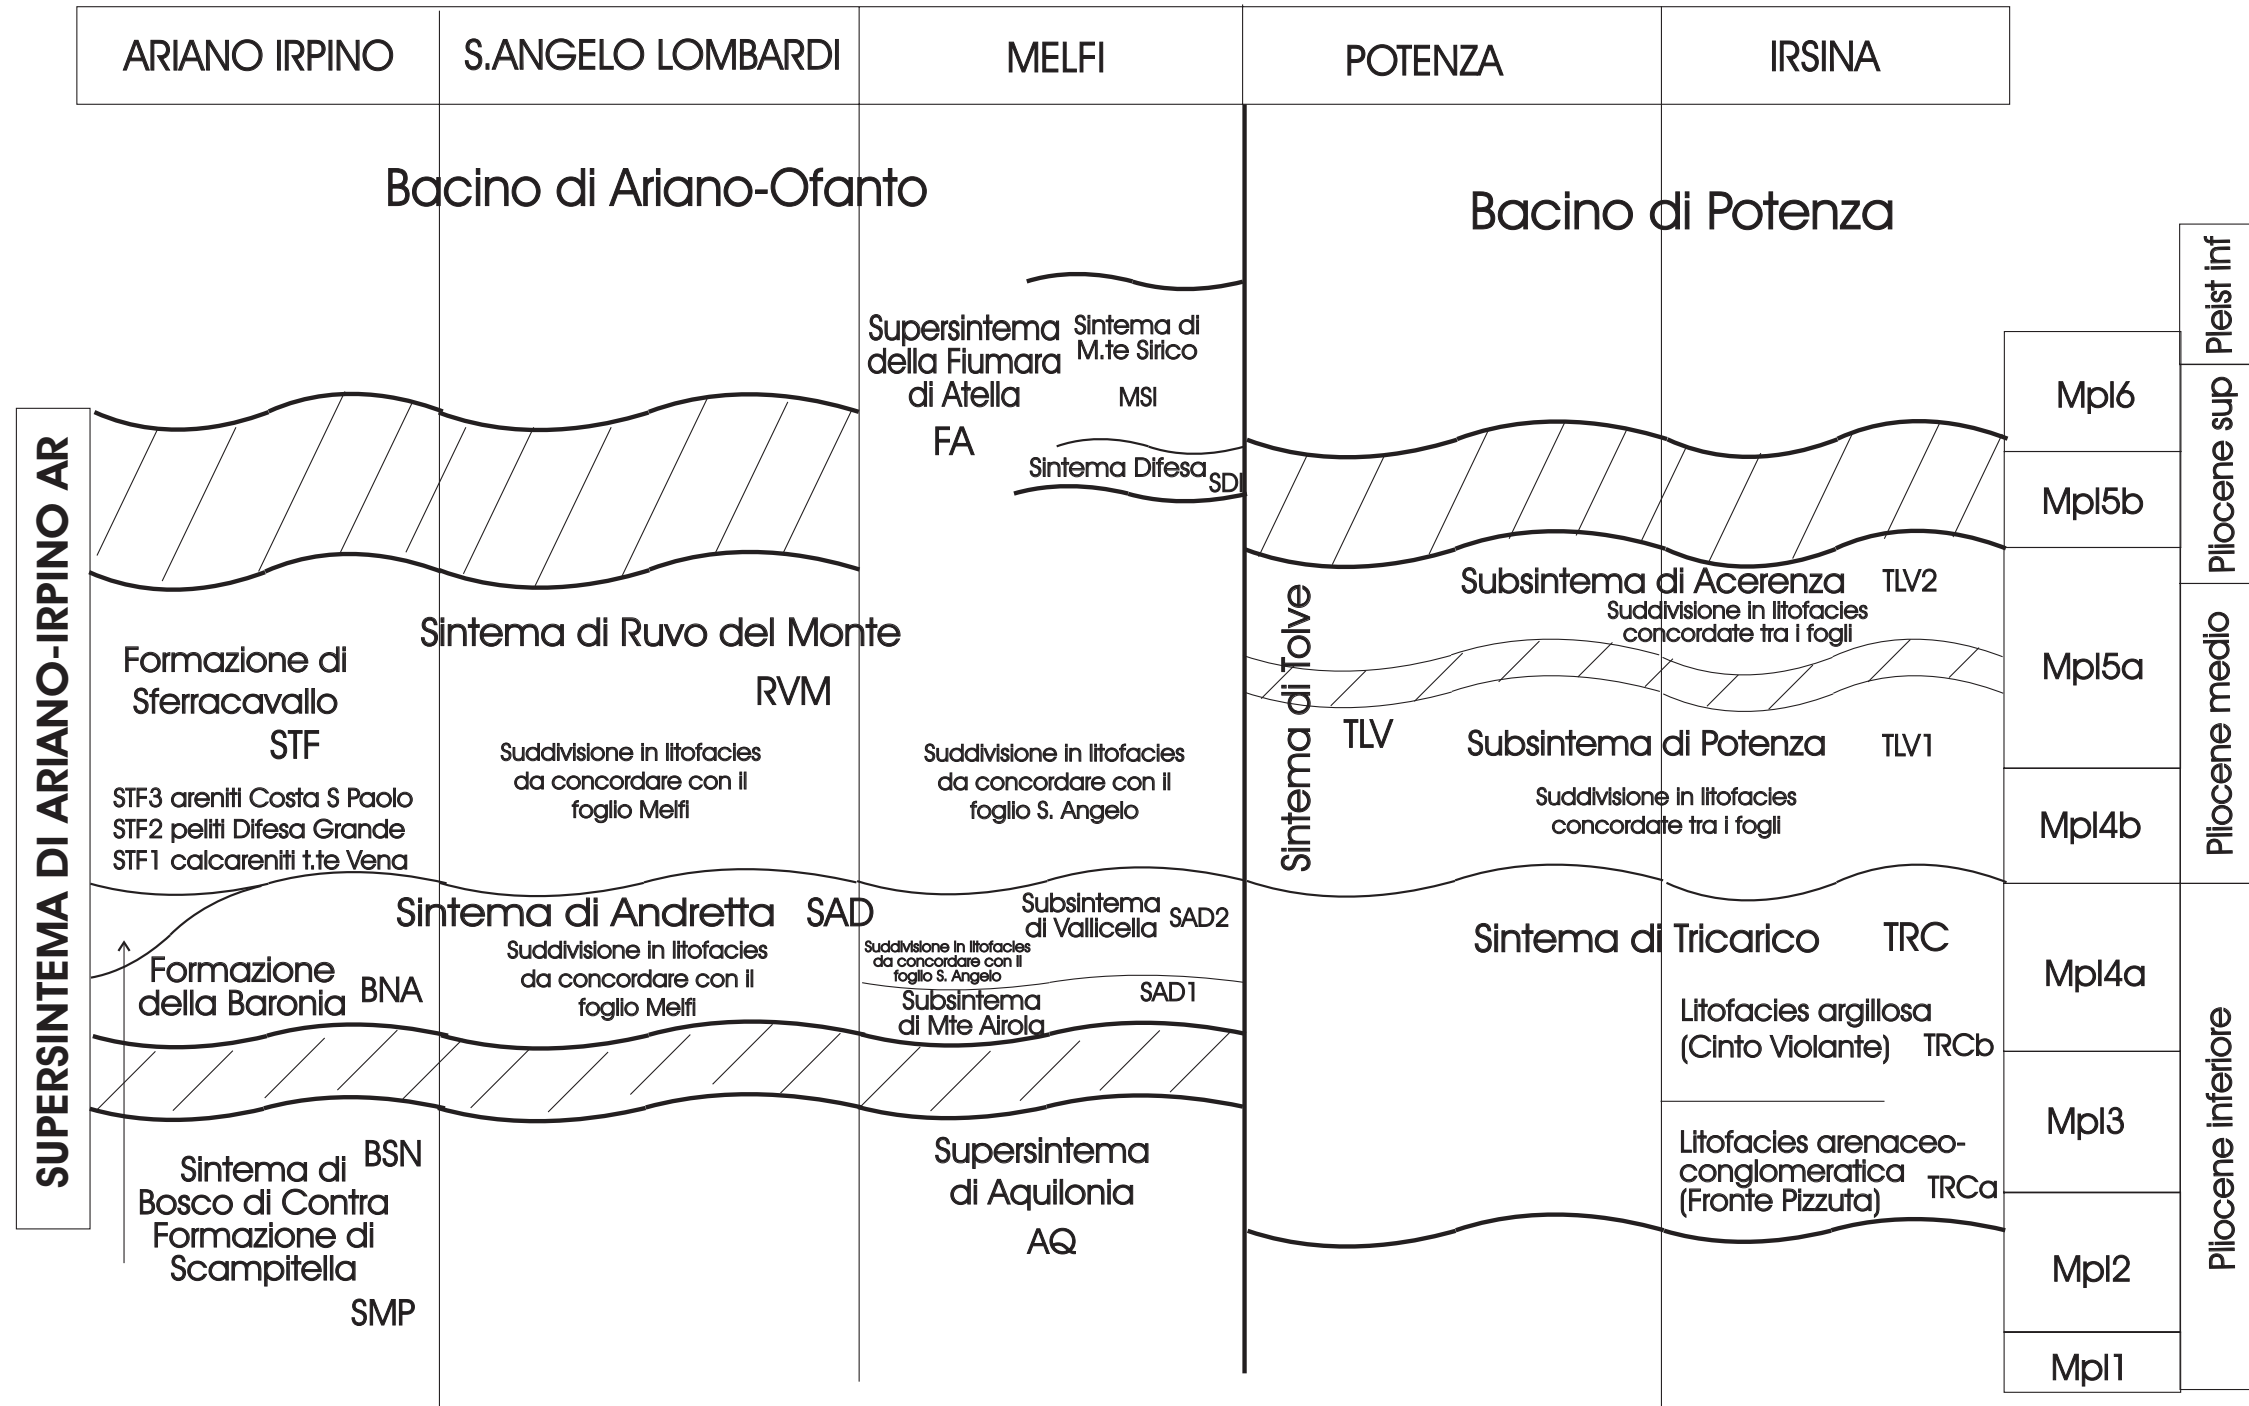 ARIANO IRPINO
S.ANGELO LOMBARDI
MELFI
POTENZA
IRSINA
Bacino di Ariano-Ofanto
Bacino di Potenza
SUPERSINTEMA DI ARIANO-IRPINO AR
Formazione di
Sferracavallo
STF
STF3 areniti Costa S Paolo
STF2 peliti Difesa Grande
STF1 calcareniti t.te Vena
Formazione
della Baronia
BNA
BSN
Sintema di
Bosco di Contra
Formazione di
Scampitella
SMP
Sintema di Ruvo del Monte
RVM
Suddivisione in litofacies
da concordare con il
foglio Melfi
Sintema di Andretta SAD
Suddivisione in litofacies
da concordare con il
foglio Melfi
Supersintema
della Fiumara
di Atella
FA
Sintema di
M.te Sirico
MSI
Sintema Difesa
SDI
Suddivisione in litofacies
da concordare con il
foglio S. Angelo
Subsintema
di Vallicella
SAD2
Suddivisione in litofacies
da concordare con il
foglio S. Angelo
Subsintema
di Mte Airola
SAD1
Supersintema
di Aquilonia
AQ
Sintema di Tolve
TLV
Subsintema di Acerenza TLV2
Suddivisione in litofacies
concordate tra i fogli
Subsintema di Potenza TLV1
Suddivisione in litofacies
concordate tra i fogli
Sintema di Tricarico TRC
Litofacies argillosa
(Cinto Violante) TRCb
Litofacies arenaceo-
conglomeratica
(Fronte Pizzuta)
TRCa
Mpl6
Mpl5b
Mpl5a
Mpl4b
Mpl4a
Mpl3
Mpl2
Mpl1
Pleist inf
Pliocene sup
Pliocene medio
Pliocene inferiore